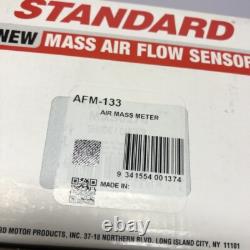 STANDARD
NEW MASS AIR FLOW SENSOR
AFM-133
AIR MASS METER
9 341554 001374
MADE IN:
RD MOTOR PRODUCTS, INC. 37-18 NORTHERN BLVD. LONG ISLAND CITY, NY 11101